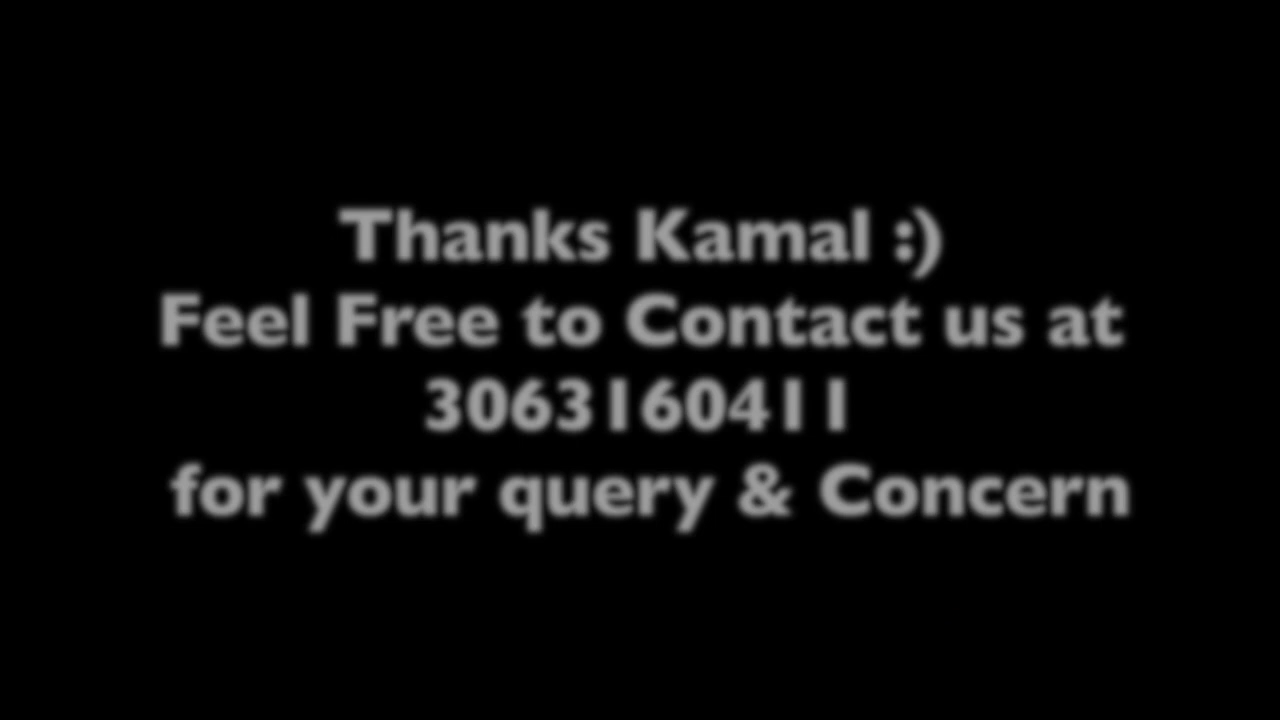 Thanks Kamal :)
Feel Free to Contact us at
3063160411
for your query & Concern